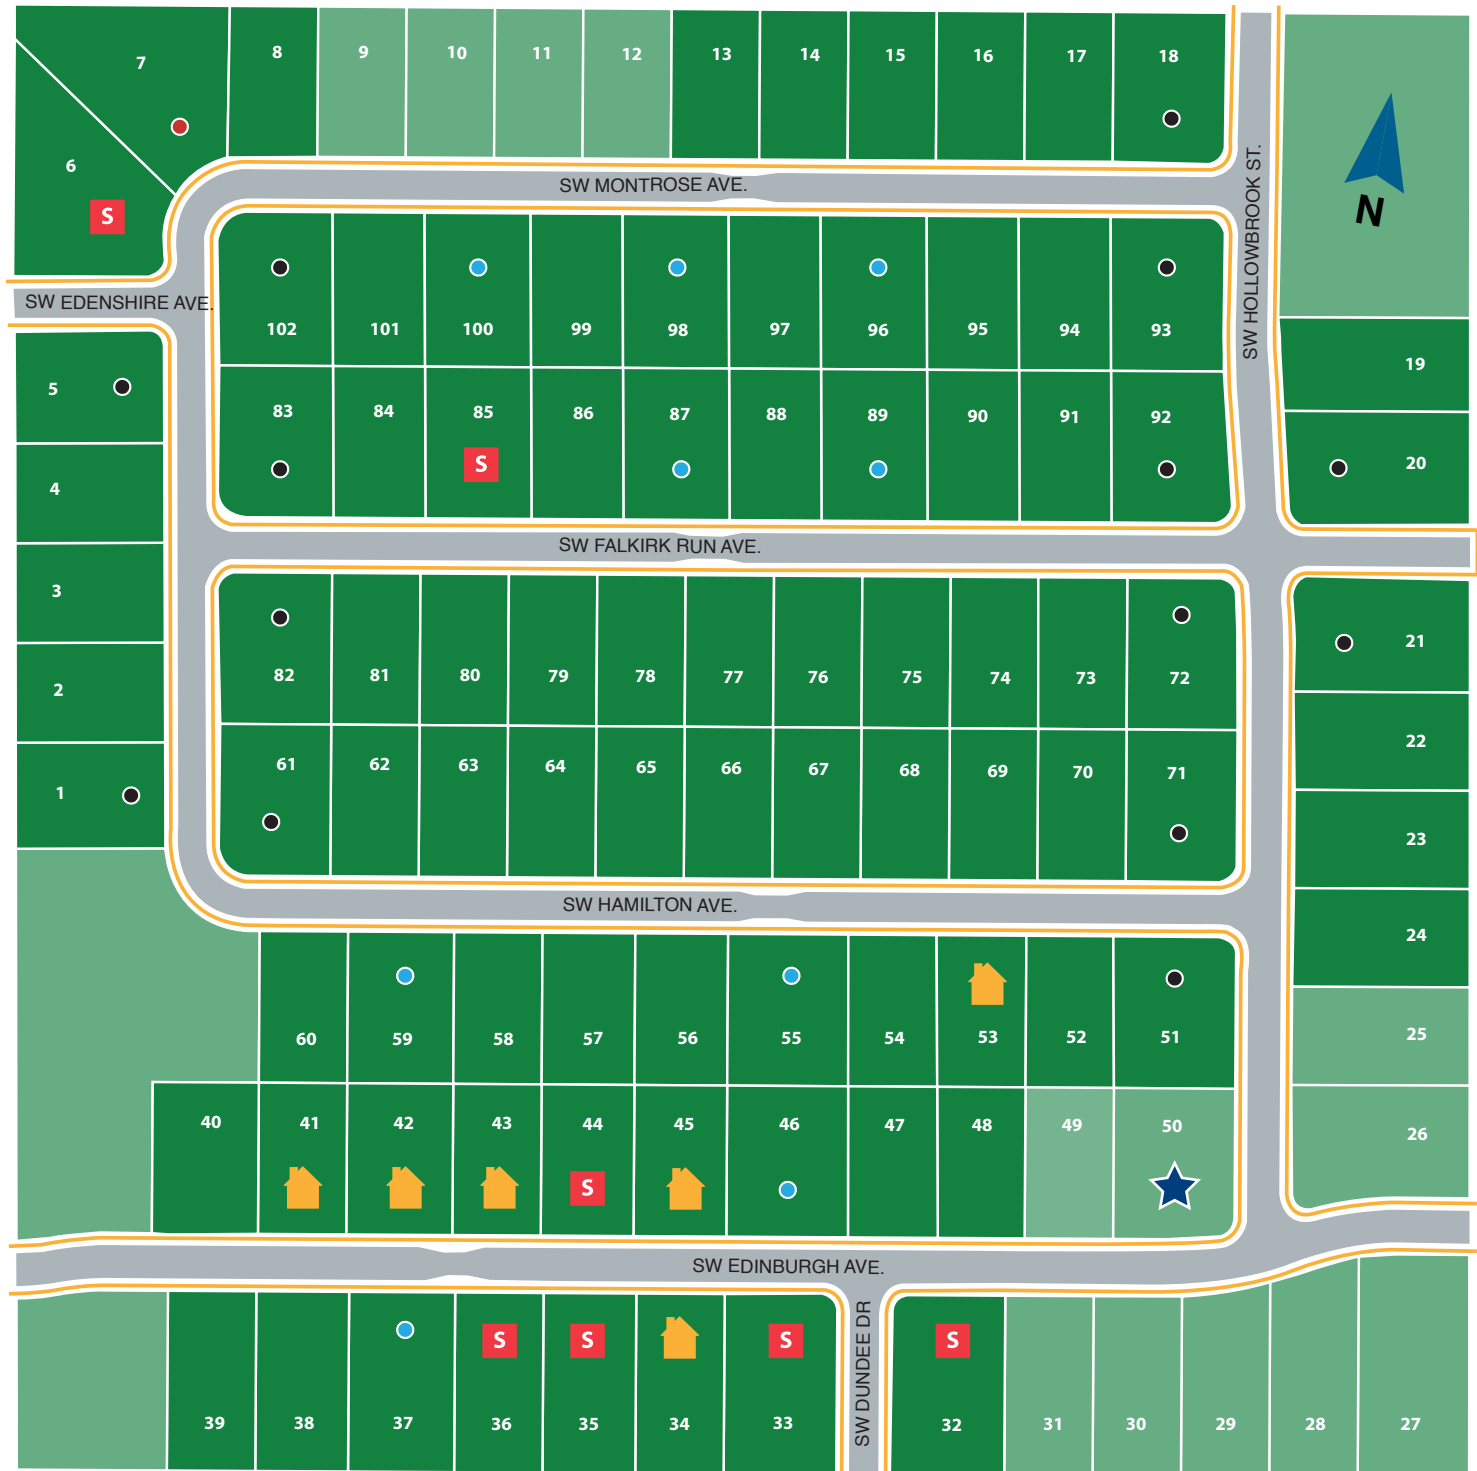 7 8 9 10 11 12 13 14 15 16 17 18
6
S
SW MONTROSE AVE.
SW HOLLOWBROOK ST.
N
SW EDENSHIRE AVE.
102 101 100 99 98 97 96 95 94 93
19
5 83 84 85 86 87 88 89 90 91 92
S
20
4
SW FALKIRK RUN AVE.
3
21
82 81 80 79 78 77 76 75 74 73 72
2
22
61 62 63 64 65 66 67 68 69 70 71
1
23
SW HAMILTON AVE.
24
60 59 58 57 56 55 54 53 52 51
25
40 41 42 43 44 45 46 47 48 49 50
26
S
SW EDINBURGH AVE.
SW DUNDEE DR
S S S S
39 38 37 36 35 34 33 32 31 30 29 28 27